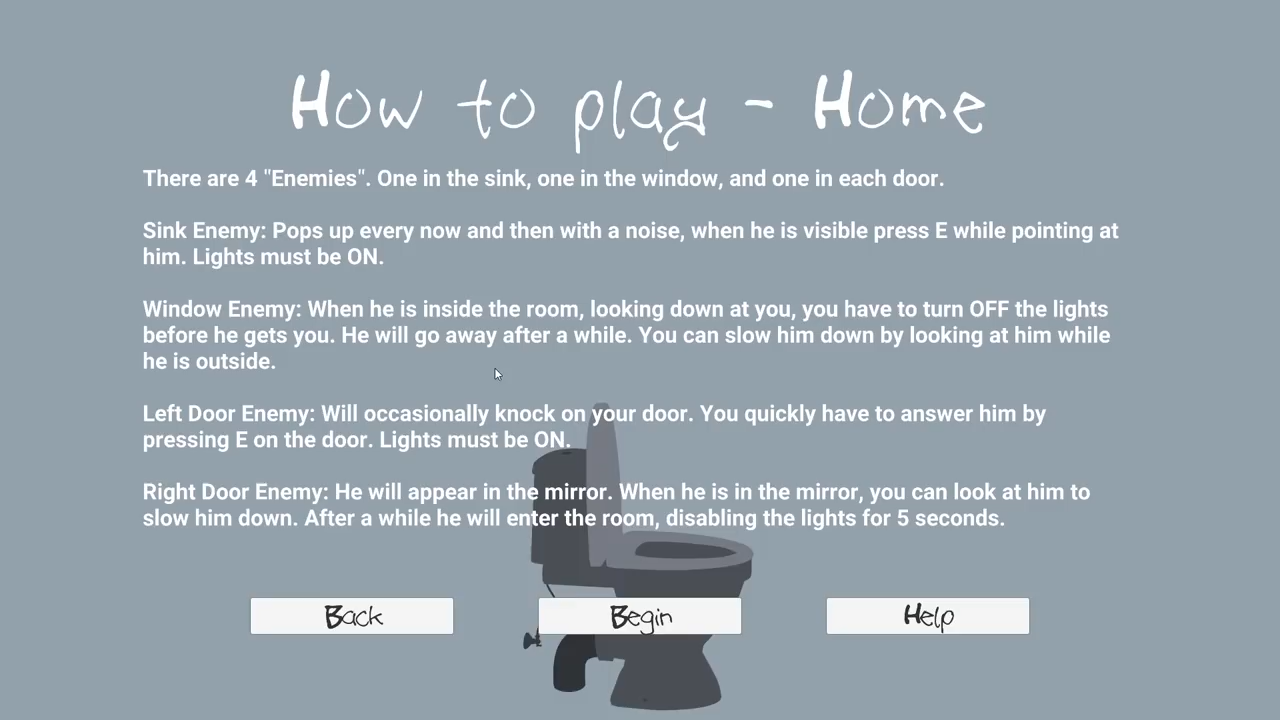 How to play - Home
There are 4 "Enemies". One in the sink, one in the window, and one in each door.
Sink Enemy: Pops up every now and then with a noise, when he is visible press E while pointing at
him. Lights must be ON.
Window Enemy: When he is inside the room, looking down at you, you have to turn OFF the lights
before he gets you. He will go away after a while. You can slow him down by looking at him while
he is outside.
Left Door Enemy: Will occasionally knock on your door. You quickly have to answer him by
pressing E on the door. Lights must be ON.
Right Door Enemy: He will appear in the mirror. When he is in the mirror, you can look at him to
slow him down. After a while he will enter the room, disabling the lights for 5 seconds.
Back Begin Help